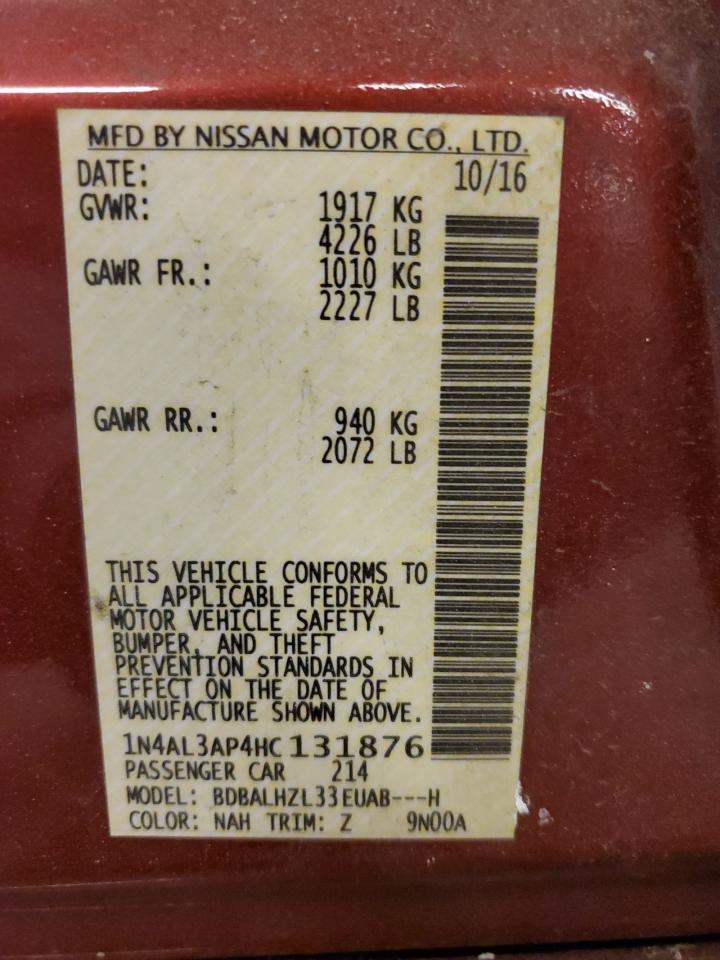 MFD BY NISSAN MOTOR CO., LTD.
DATE: 10/16
GVWR: 1917 KG
4226 LB
GAWR FR.: 1010 KG
2227 LB
GAWR RR.: 940 KG
2072 LB
THIS VEHICLE CONFORMS TO
ALL APPLICABLE FEDERAL
MOTOR VEHICLE SAFETY,
BUMPER, AND THEFT
PREVENTION STANDARDS IN
EFFECT ON THE DATE OF
MANUFACTURE SHOWN ABOVE.
1N4AL3AP4HC131876
PASSENGER CAR 214
MODEL: BDBALHZL33EUAB---H
COLOR: NAH TRIM: Z 9N00A